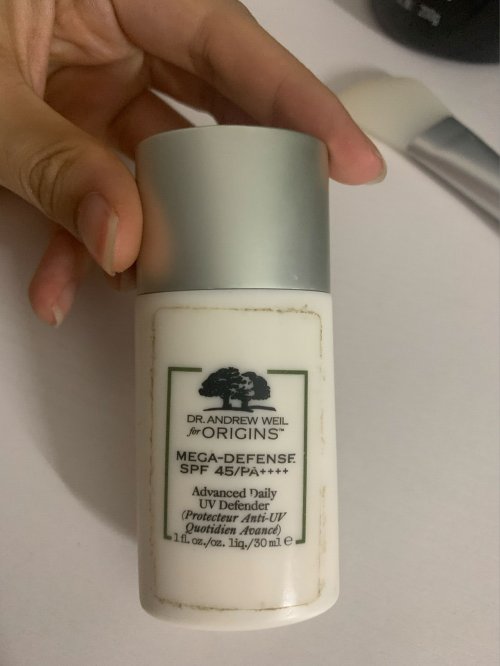 DR. ANDREW WEIL
for ORIGINS™
MEGA-DEFENSE
SPF 45/PA++++
Advanced Daily
UV Defender
(Protecteur Anti-UV
Quotidien Avancé)
1 fl. oz./oz. liq./30 ml ℮